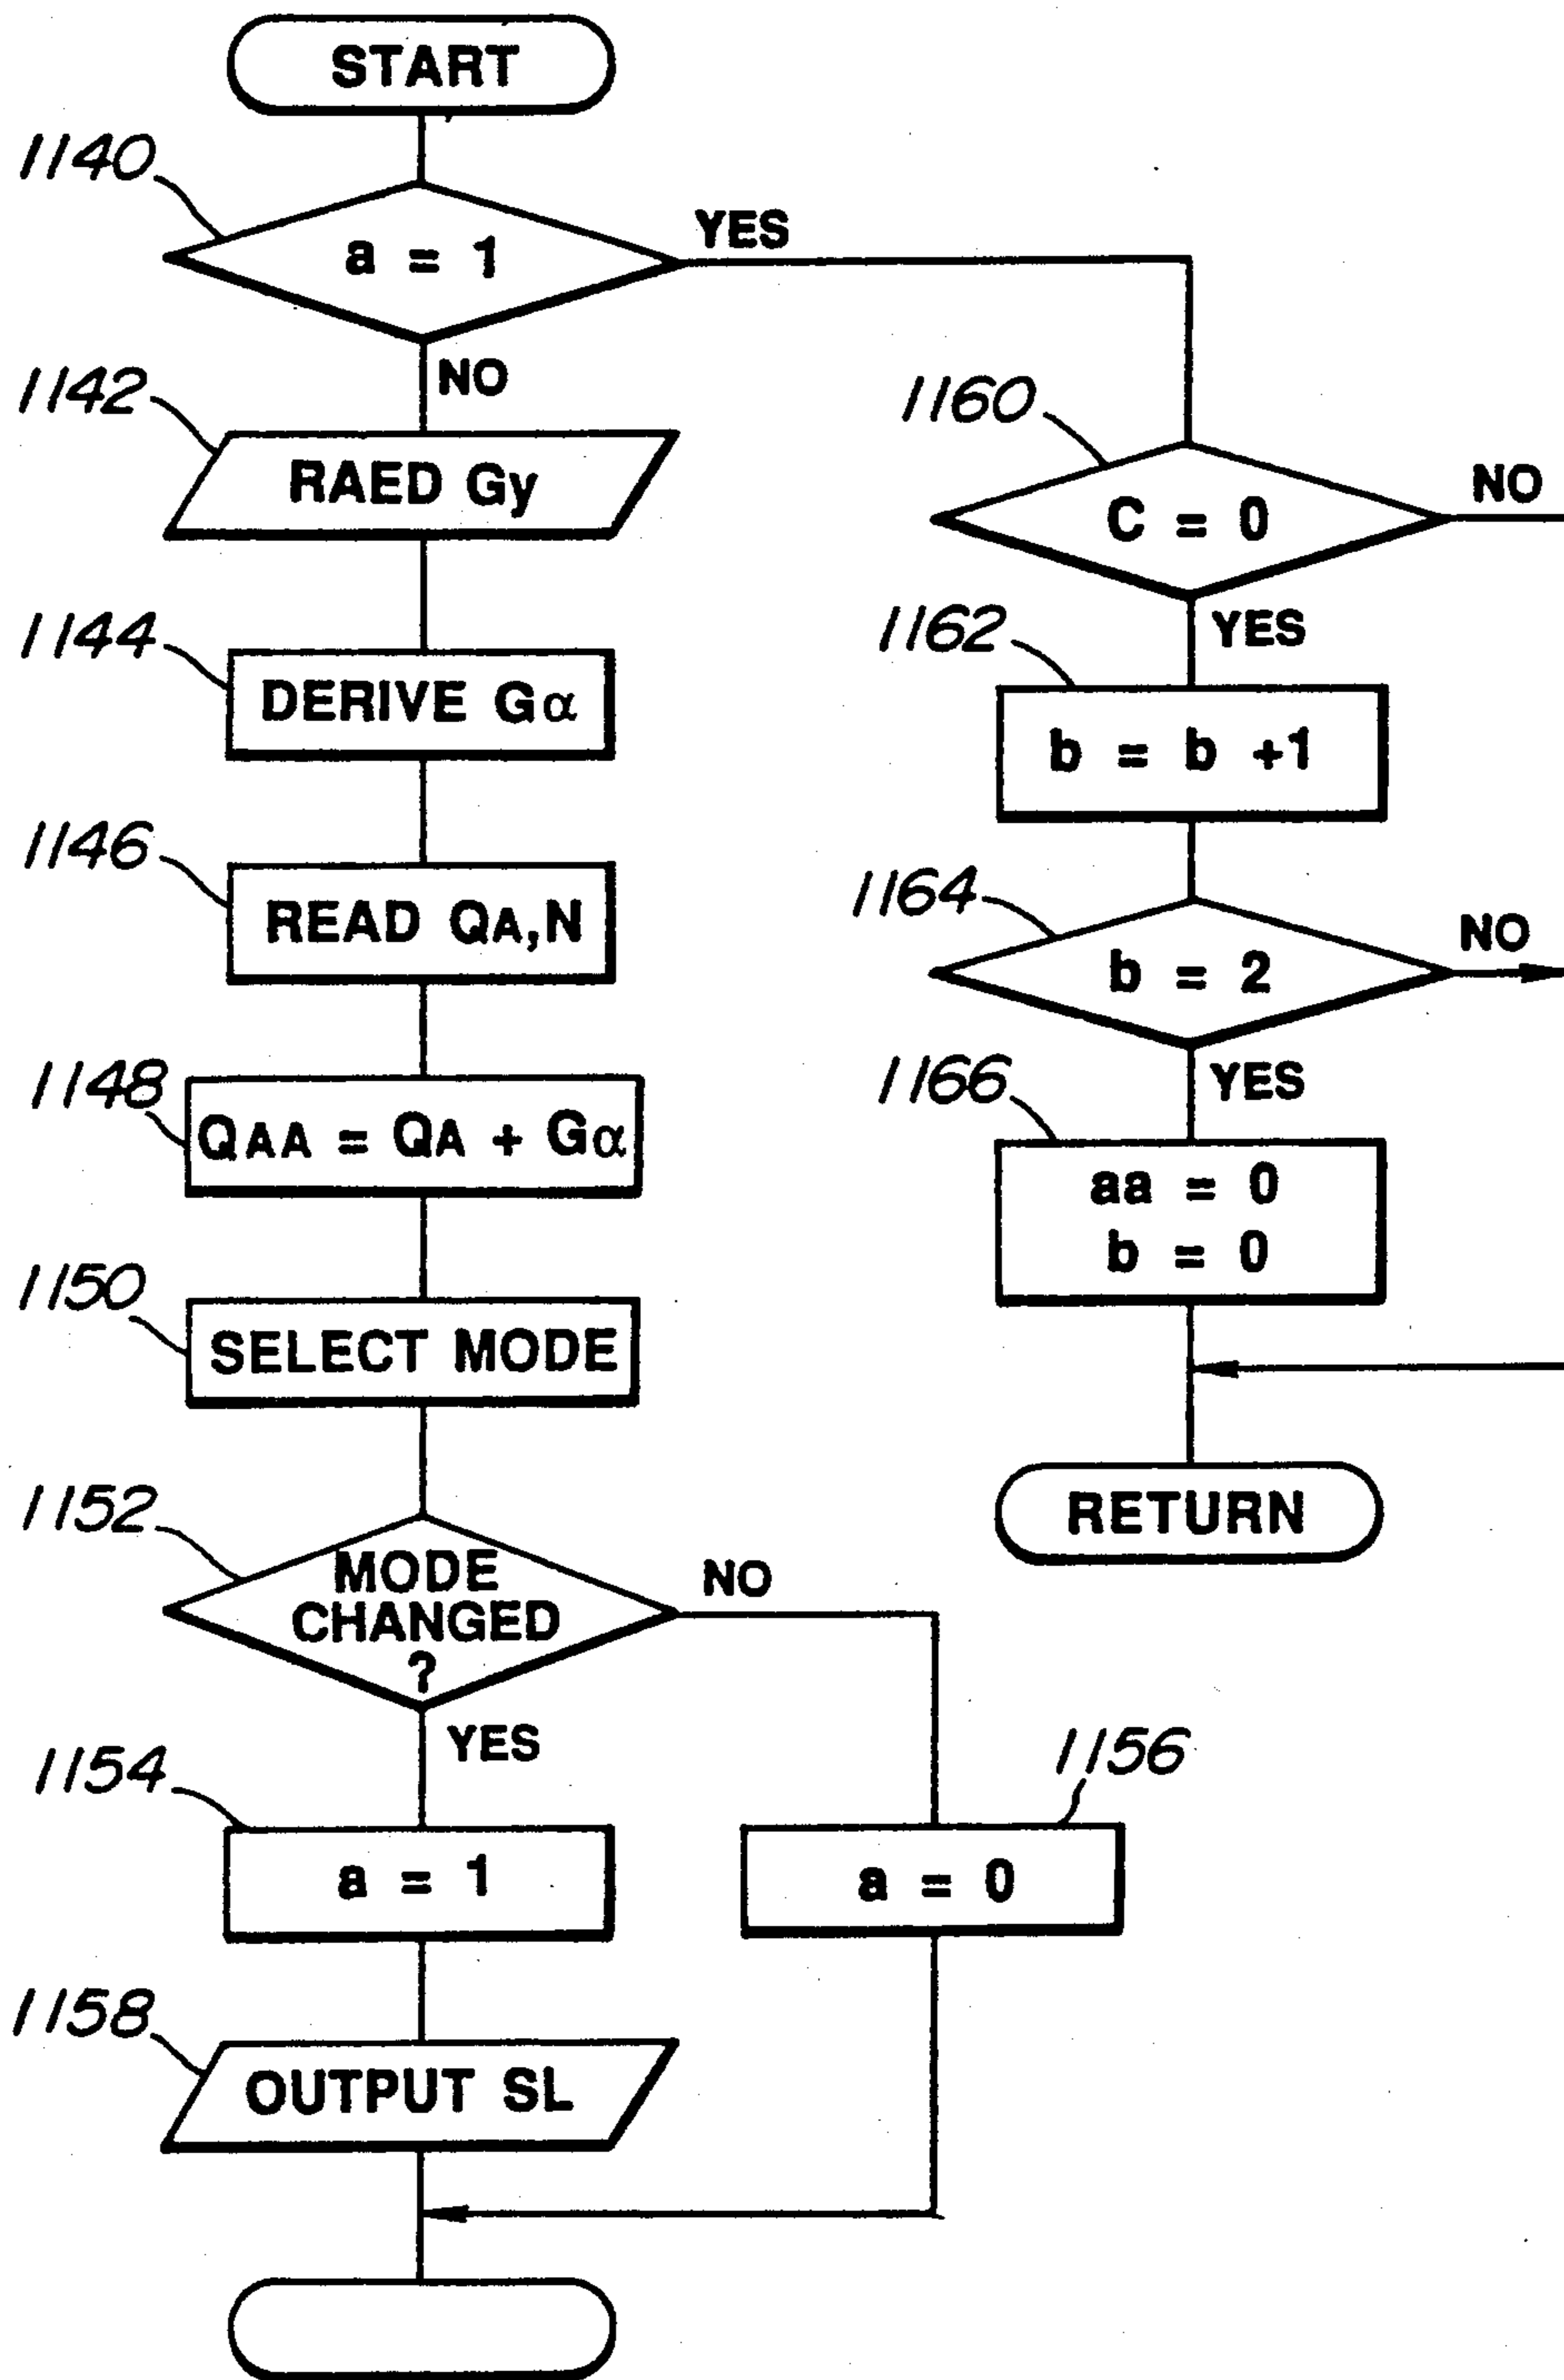 START
1140
a = 1
YES
NO
1142
RAED Gy
1144
DERIVE Gα
1146
READ QA,N
1148
QAA = QA + Gα
1150
SELECT MODE
1152
MODE
CHANGED
?
NO
YES
1154
a = 1
1156
a = 0
1158
OUTPUT SL
1160
C = 0
NO
YES
1162
b = b +1
1164
b = 2
NO
YES
1166
aa = 0
b = 0
RETURN